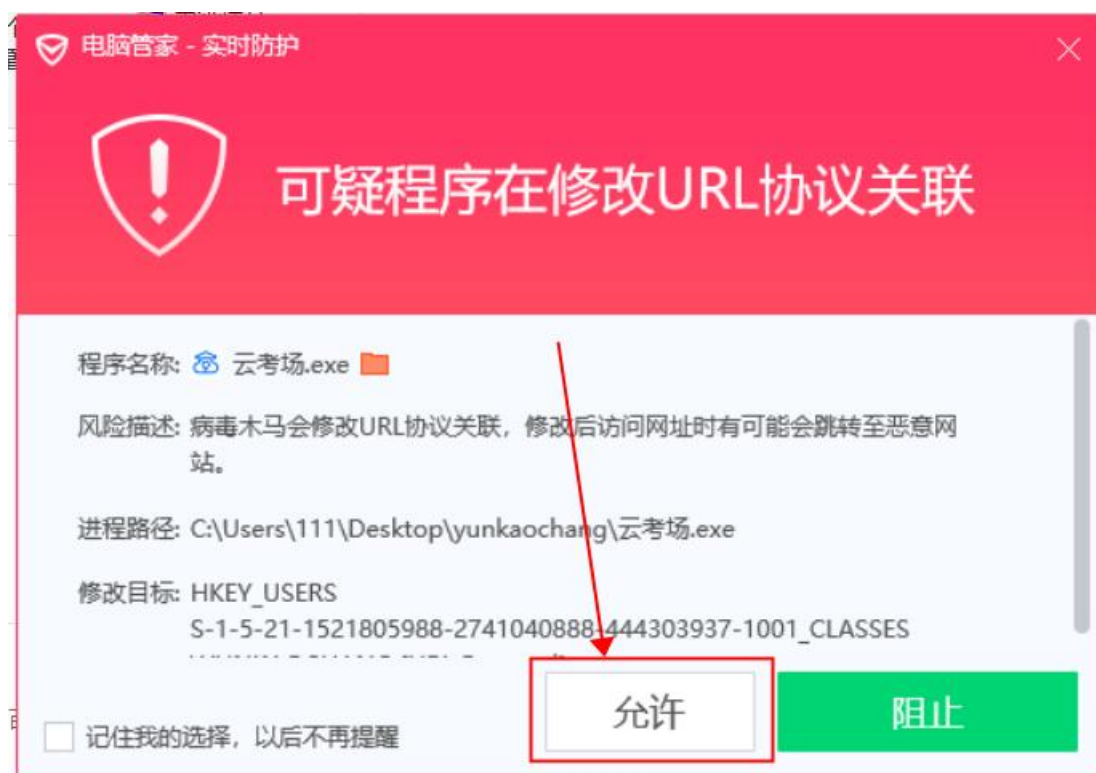 电脑管家 - 实时防护
可疑程序在修改URL协议关联
程序名称: 云考场.exe
风险描述: 病毒木马会修改URL协议关联，修改后访问网址时有可能会跳转至恶意网
站。
进程路径: C:\Users\111\Desktop\yunkaochang\云考场.exe
修改目标: HKEY_USERS
S-1-5-21-1521805988-2741040888-444303937-1001_CLASSES
记住我的选择，以后不再提醒
允许
阻止